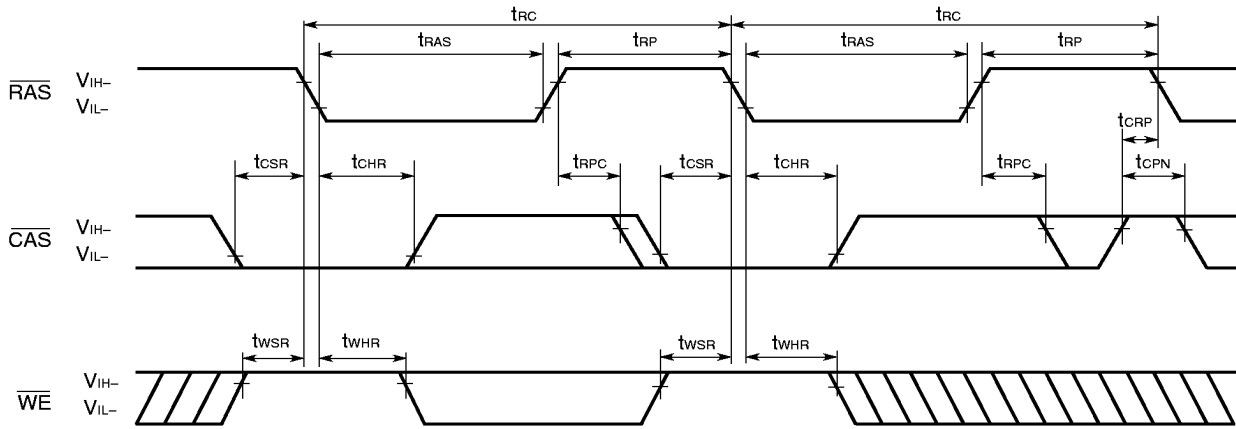 tRC tRC
tRAS tRP tRAS tRP
RAS VIH–
VIL–
tCRP
tCSR tCHR tRPC tCSR tCHR tRPC tCPN
CAS VIH–
VIL–
tWSR tWHR tWSR tWHR
WE VIH–
VIL–